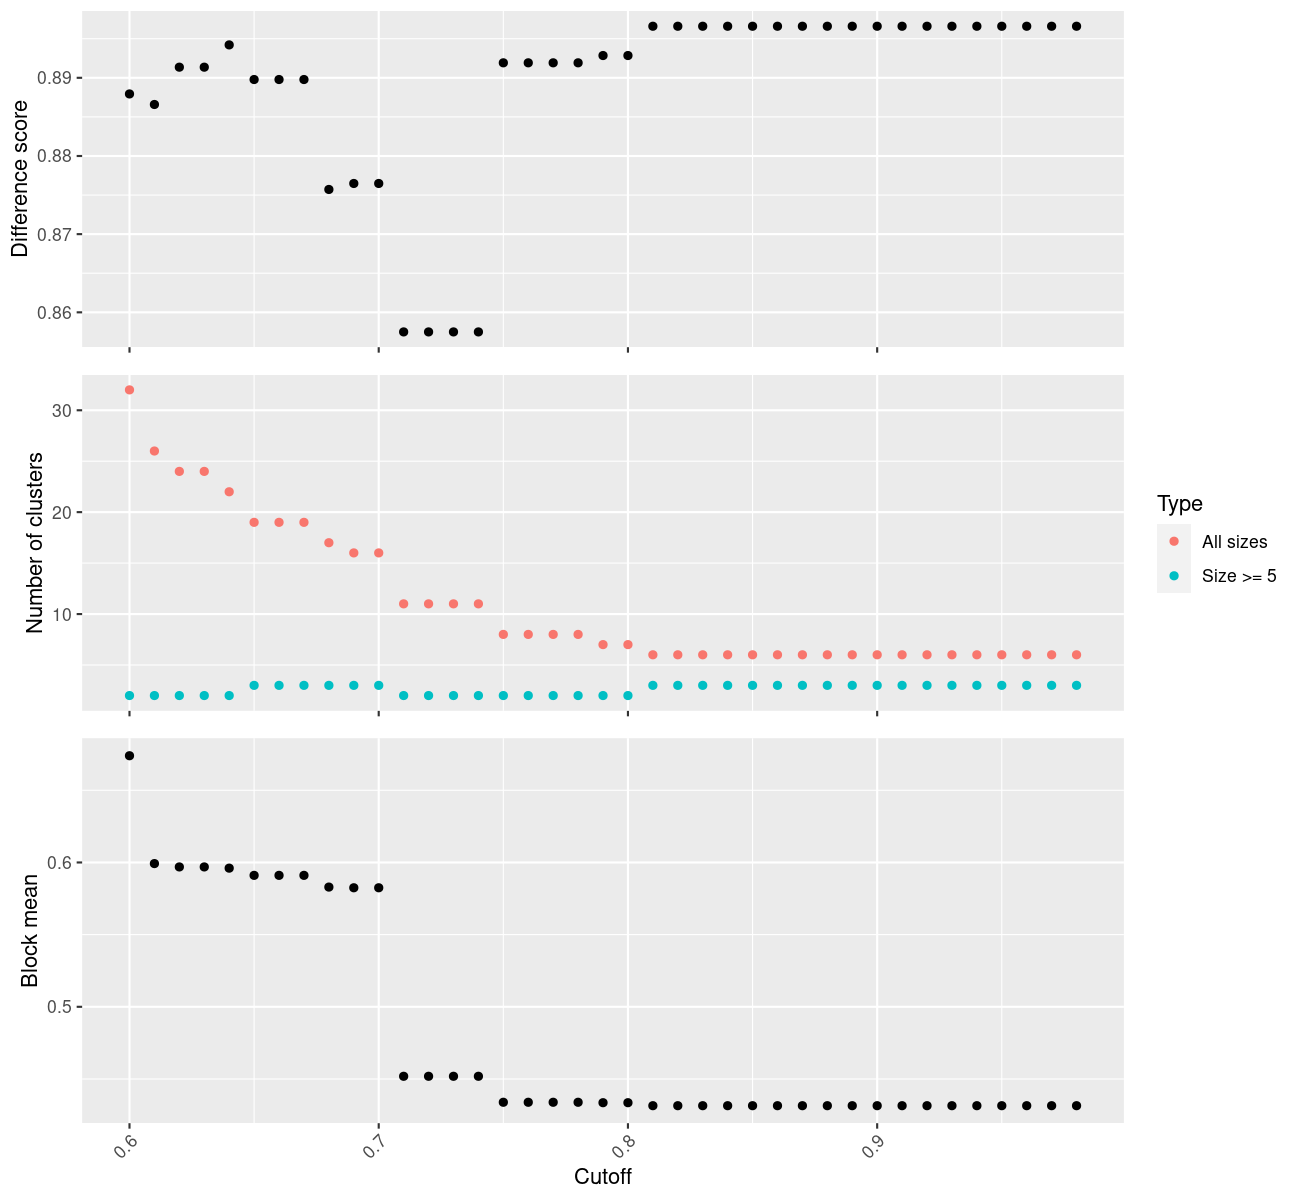 Difference score
0.89
0.88
0.87
0.86
Number of clusters
30
20
10
Type
All sizes
Size >= 5
Block mean
0.6
0.5
0.6
0.7
0.8
0.9
Cutoff